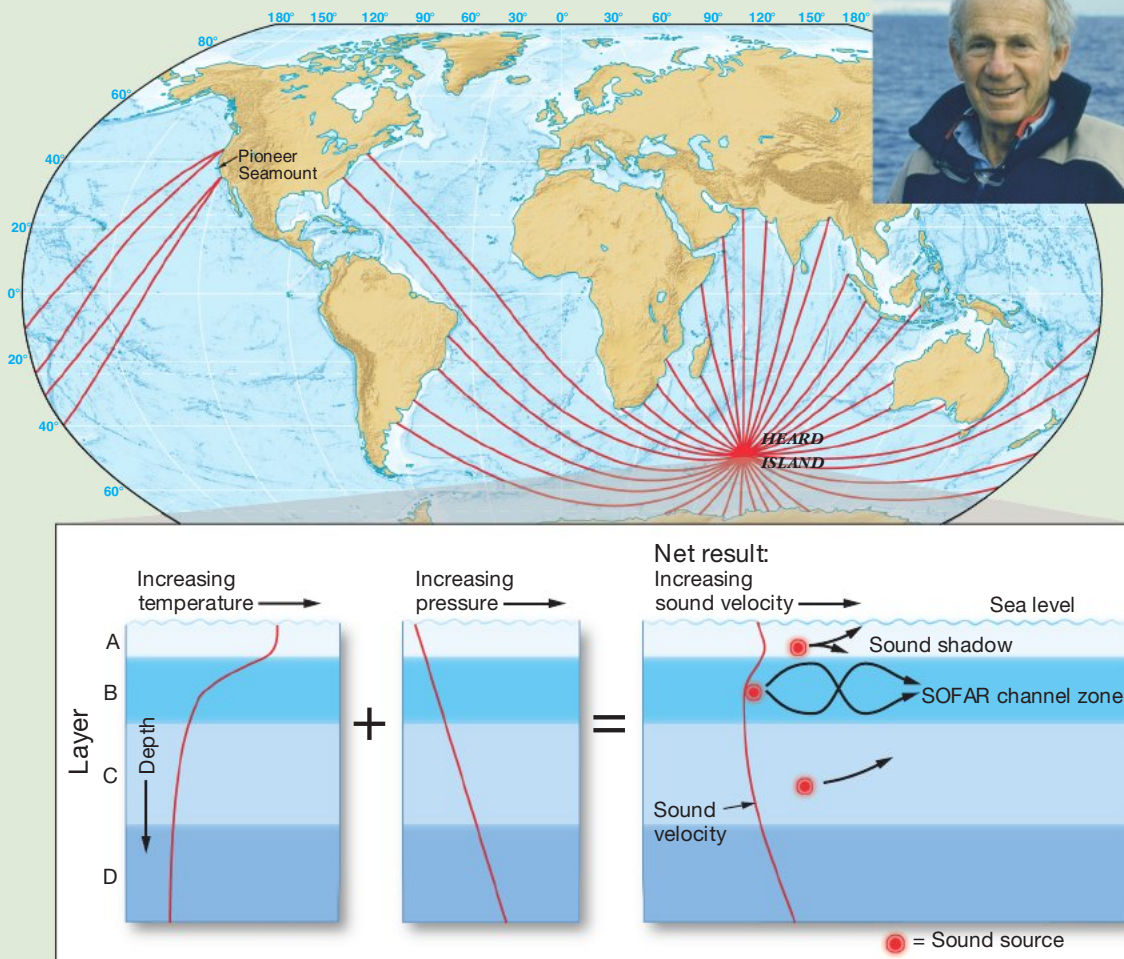 180° 150° 120° 90° 60° 30° 0° 30° 60° 90° 120° 150° 180°
80°
60°
40°
20°
0°
20°
40°
60°
Pioneer
Seamount
HEARD
ISLAND
Net result:
Increasing
temperature
Increasing
pressure
Increasing
sound velocity
Sea level
Layer
A
B
C
D
Depth
+
=
Sound shadow
SOFAR channel zone
Sound
velocity
= Sound source